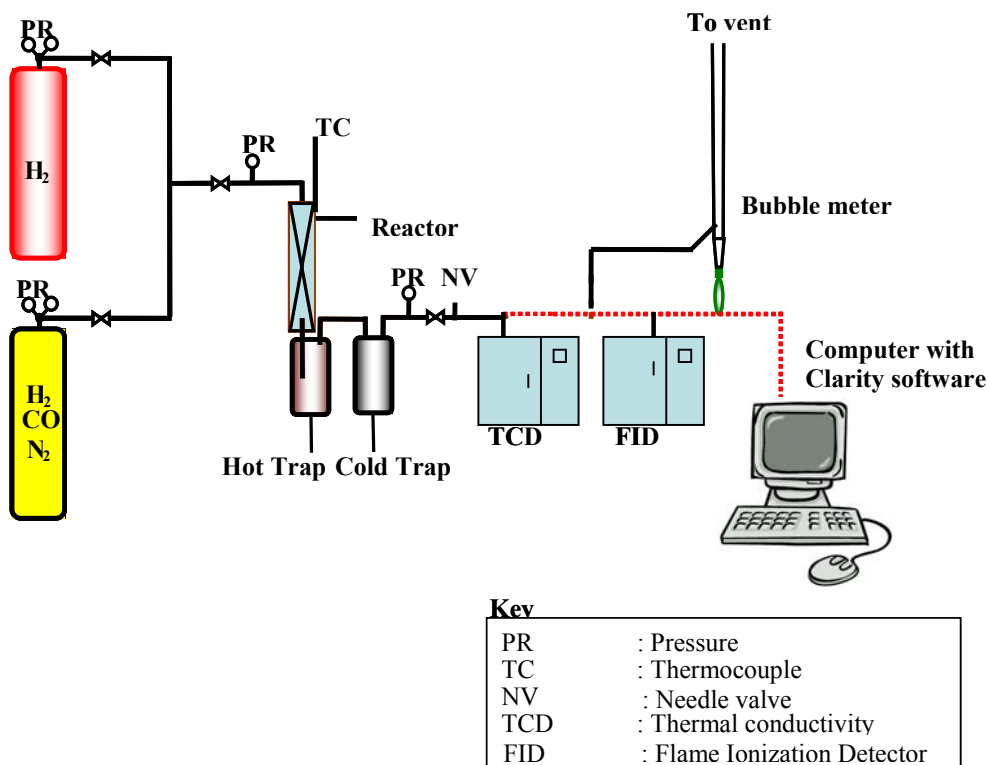 To vent
PR
H₂
TC
PR
Reactor
Bubble meter
PR
PR
NV
H₂
CO
N₂
Computer with
Clarity software
TCD
FID
Hot Trap
Cold Trap
Key
PR : Pressure
TC : Thermocouple
NV : Needle valve
TCD : Thermal conductivity
FID : Flame Ionization Detector